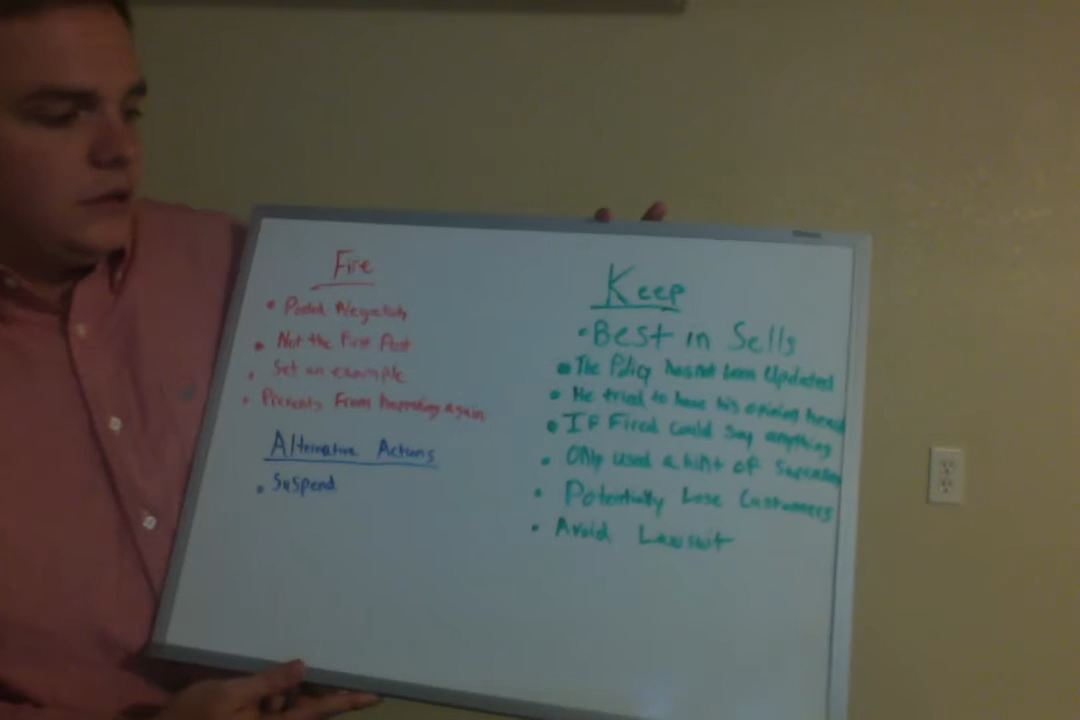 Fire
• Posted Negatively
• Not the First Post
• Set an example
• Prevents From happening again
Alternative Actions
• Suspend
Keep
• Best in Sells
• The Policy has not been Updated
• He tried to have his opinion heard
• IF Fired Could Say anything
• Only used a hint of Sarcasm
• Potentially Lose Customers
• Avoid Lawsuit